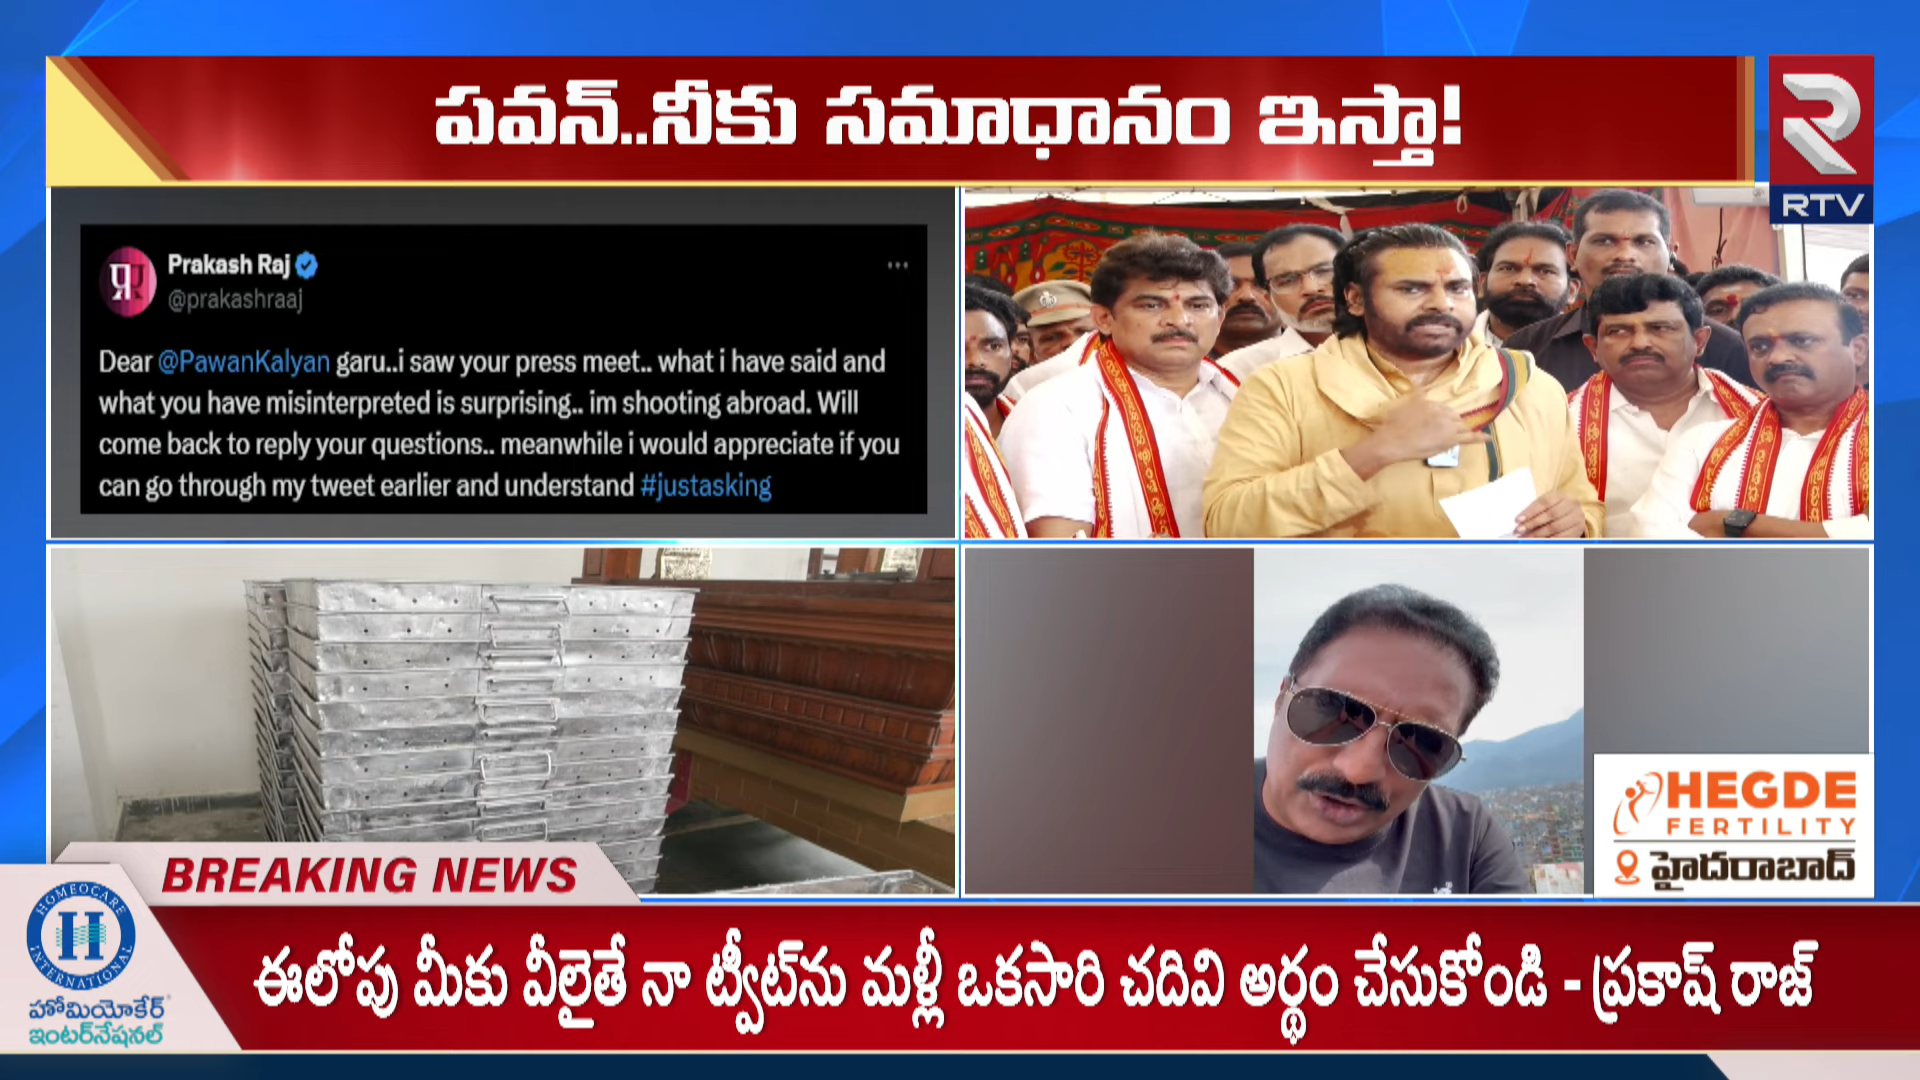 పవన్..నీకు సమాధానం ఇస్తా!
RTV
Prakash Raj
@prakashraaj
Dear @PawanKalyan garu..i saw your press meet.. what i have said and
what you have misinterpreted is surprising.. im shooting abroad. Will
come back to reply your questions.. meanwhile i would appreciate if you
can go through my tweet earlier and understand #justasking
HEGDE
FERTILITY
హైదరాబాద్
BREAKING NEWS
HOMEOCARE
INTERNATIONAL
హోమియోకేర్
ఇంటర్‌నేషనల్
ఈలోపు మీకు వీలైతే నా ట్వీట్‌ను మళ్లీ ఒకసారి చదివి అర్థం చేసుకోండి - ప్రకాష్ రాజ్